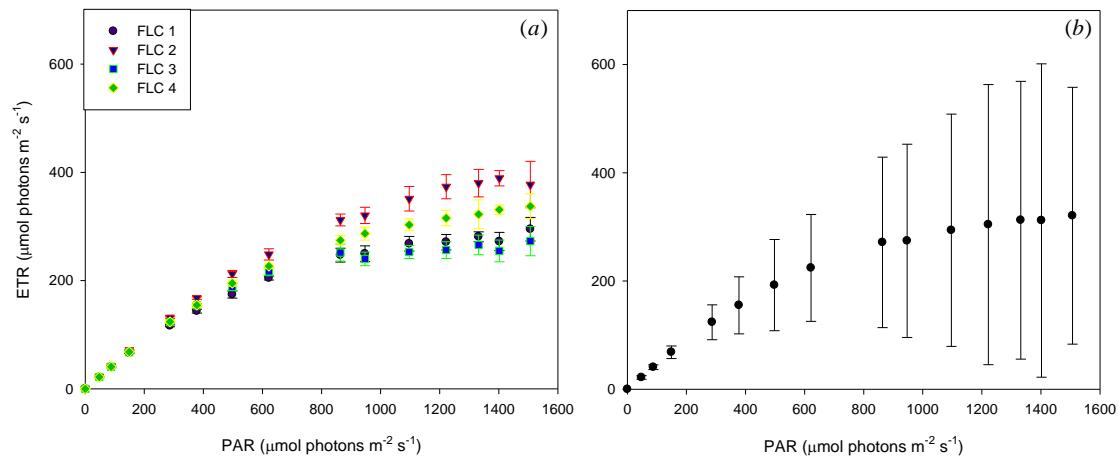 (a)
FLC 1
FLC 2
FLC 3
FLC 4
ETR (μmol photons m-2 s-1)
600
400
200
0
0 200 400 600 800 1000 1200 1400 1600
PAR (μmol photons m-2 s-1)
(b)
600
400
200
0
0 200 400 600 800 1000 1200 1400 1600
PAR (μmol photons m-2 s-1)